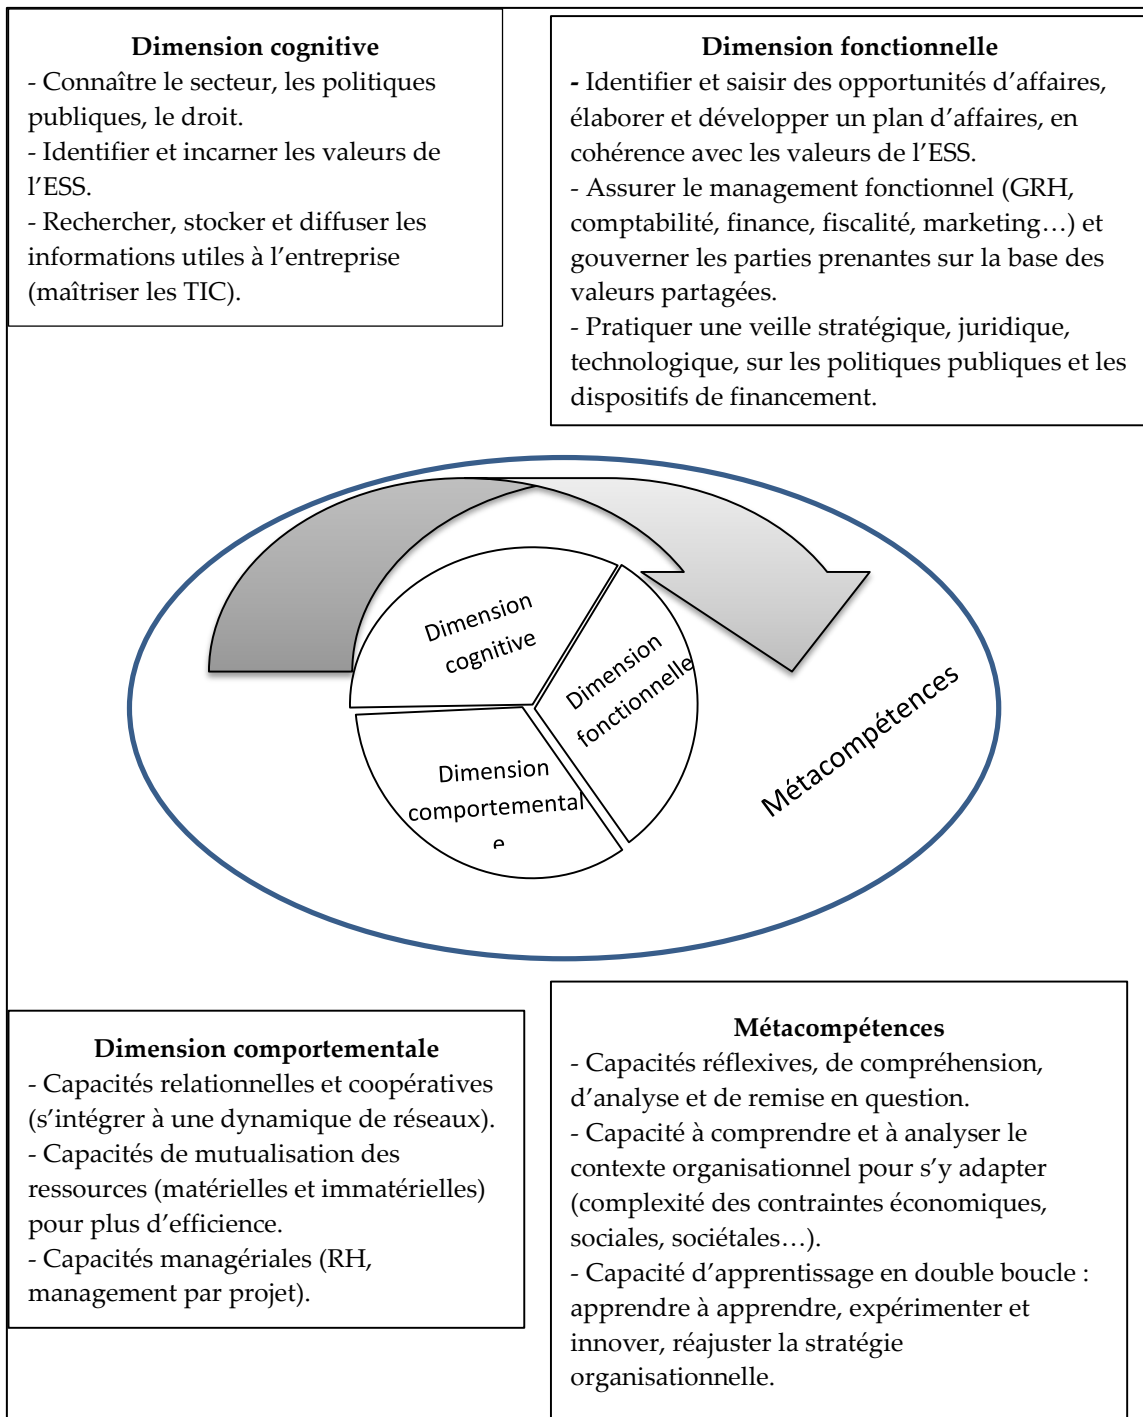 Dimension cognitive
- Connaître le secteur, les politiques
publiques, le droit.
- Identifier et incarner les valeurs de
l’ESS.
- Rechercher, stocker et diffuser les
informations utiles à l’entreprise
(maîtriser les TIC).
Dimension fonctionnelle
- Identifier et saisir des opportunités d’affaires,
élaborer et développer un plan d’affaires, en
cohérence avec les valeurs de l’ESS.
- Assurer le management fonctionnel (GRH,
comptabilité, finance, fiscalité, marketing…) et
gouverner les parties prenantes sur la base des
valeurs partagées.
- Pratiquer une veille stratégique, juridique,
technologique, sur les politiques publiques et les
dispositifs de financement.
Dimension
cognitive
Dimension
fonctionnelle
Dimension
comportemental
e
Métacompétences
Dimension comportementale
- Capacités relationnelles et coopératives
(s’intégrer à une dynamique de réseaux).
- Capacités de mutualisation des
ressources (matérielles et immatérielles)
pour plus d’efficience.
- Capacités managériales (RH,
management par projet).
Métacompétences
- Capacités réflexives, de compréhension,
d’analyse et de remise en question.
- Capacité à comprendre et à analyser le
contexte organisationnel pour s’y adapter
(complexité des contraintes économiques,
sociales, sociétales…).
- Capacité d’apprentissage en double boucle :
apprendre à apprendre, expérimenter et
innover, réajuster la stratégie
organisationnelle.